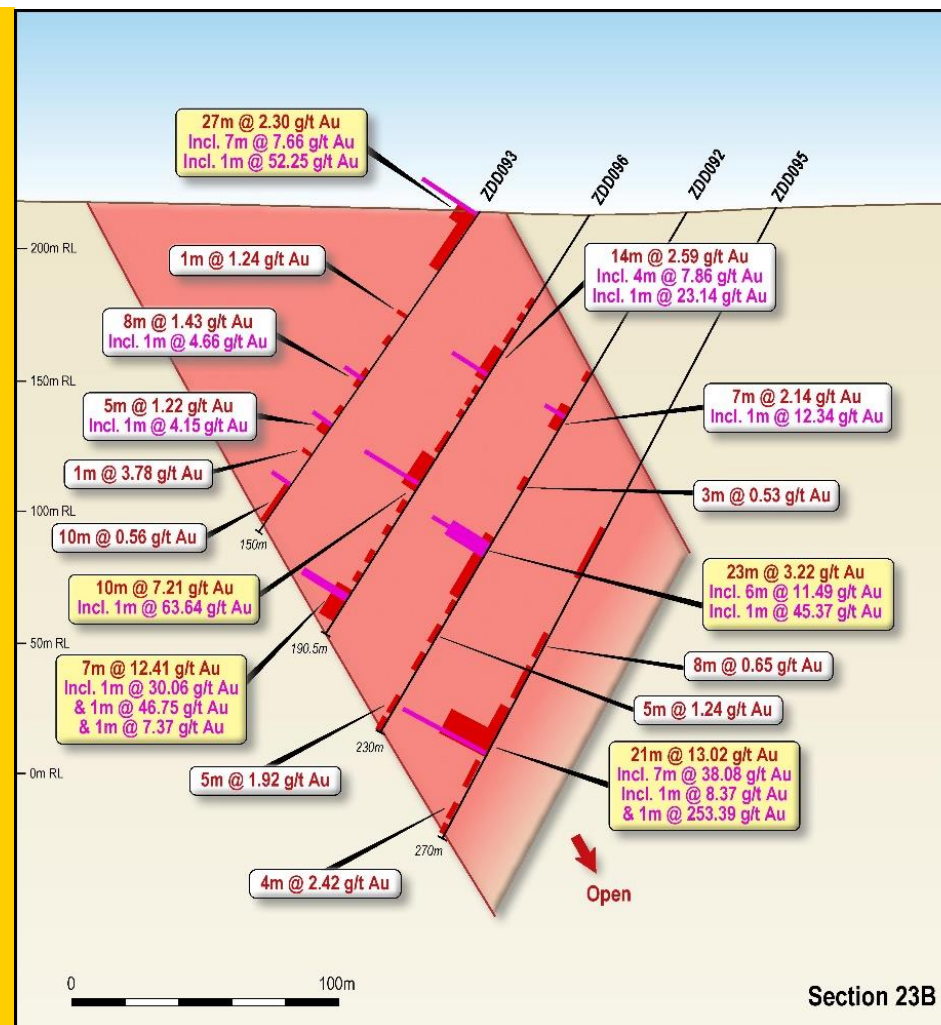 27m @ 2.30 g/t Au
Incl. 7m @ 7.66 g/t Au
Incl. 1m @ 52.25 g/t Au
ZDD093
ZDD096
ZDD092
ZDD095
200m RL
1m @ 1.24 g/t Au
14m @ 2.59 g/t Au
Incl. 4m @ 7.86 g/t Au
Incl. 1m @ 23.14 g/t Au
8m @ 1.43 g/t Au
Incl. 1m @ 4.66 g/t Au
150m RL
5m @ 1.22 g/t Au
Incl. 1m @ 4.15 g/t Au
7m @ 2.14 g/t Au
Incl. 1m @ 12.34 g/t Au
1m @ 3.78 g/t Au
3m @ 0.53 g/t Au
100m RL
10m @ 0.56 g/t Au
150m
10m @ 7.21 g/t Au
Incl. 1m @ 63.64 g/t Au
23m @ 3.22 g/t Au
Incl. 6m @ 11.49 g/t Au
Incl. 1m @ 45.37 g/t Au
50m RL
190.5m
7m @ 12.41 g/t Au
Incl. 1m @ 30.06 g/t Au
& 1m @ 46.75 g/t Au
& 1m @ 7.37 g/t Au
8m @ 0.65 g/t Au
5m @ 1.24 g/t Au
230m
0m RL
5m @ 1.92 g/t Au
21m @ 13.02 g/t Au
Incl. 7m @ 38.08 g/t Au
Incl. 1m @ 8.37 g/t Au
& 1m @ 253.39 g/t Au
270m
4m @ 2.42 g/t Au
Open
0
100m
Section 23B